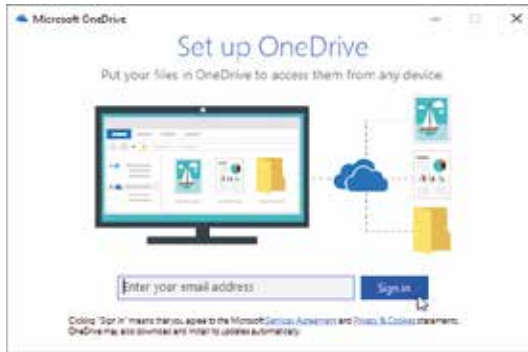 Microsoft OneDrive
Set up OneDrive
Put your files in OneDrive to access them from any device.
Enter your email address
Sign in
Clicking "Sign in" means that you agree to the Microsoft Services Agreement and Privacy & Cookies statements.
OneDrive may also download and install its updates automatically.